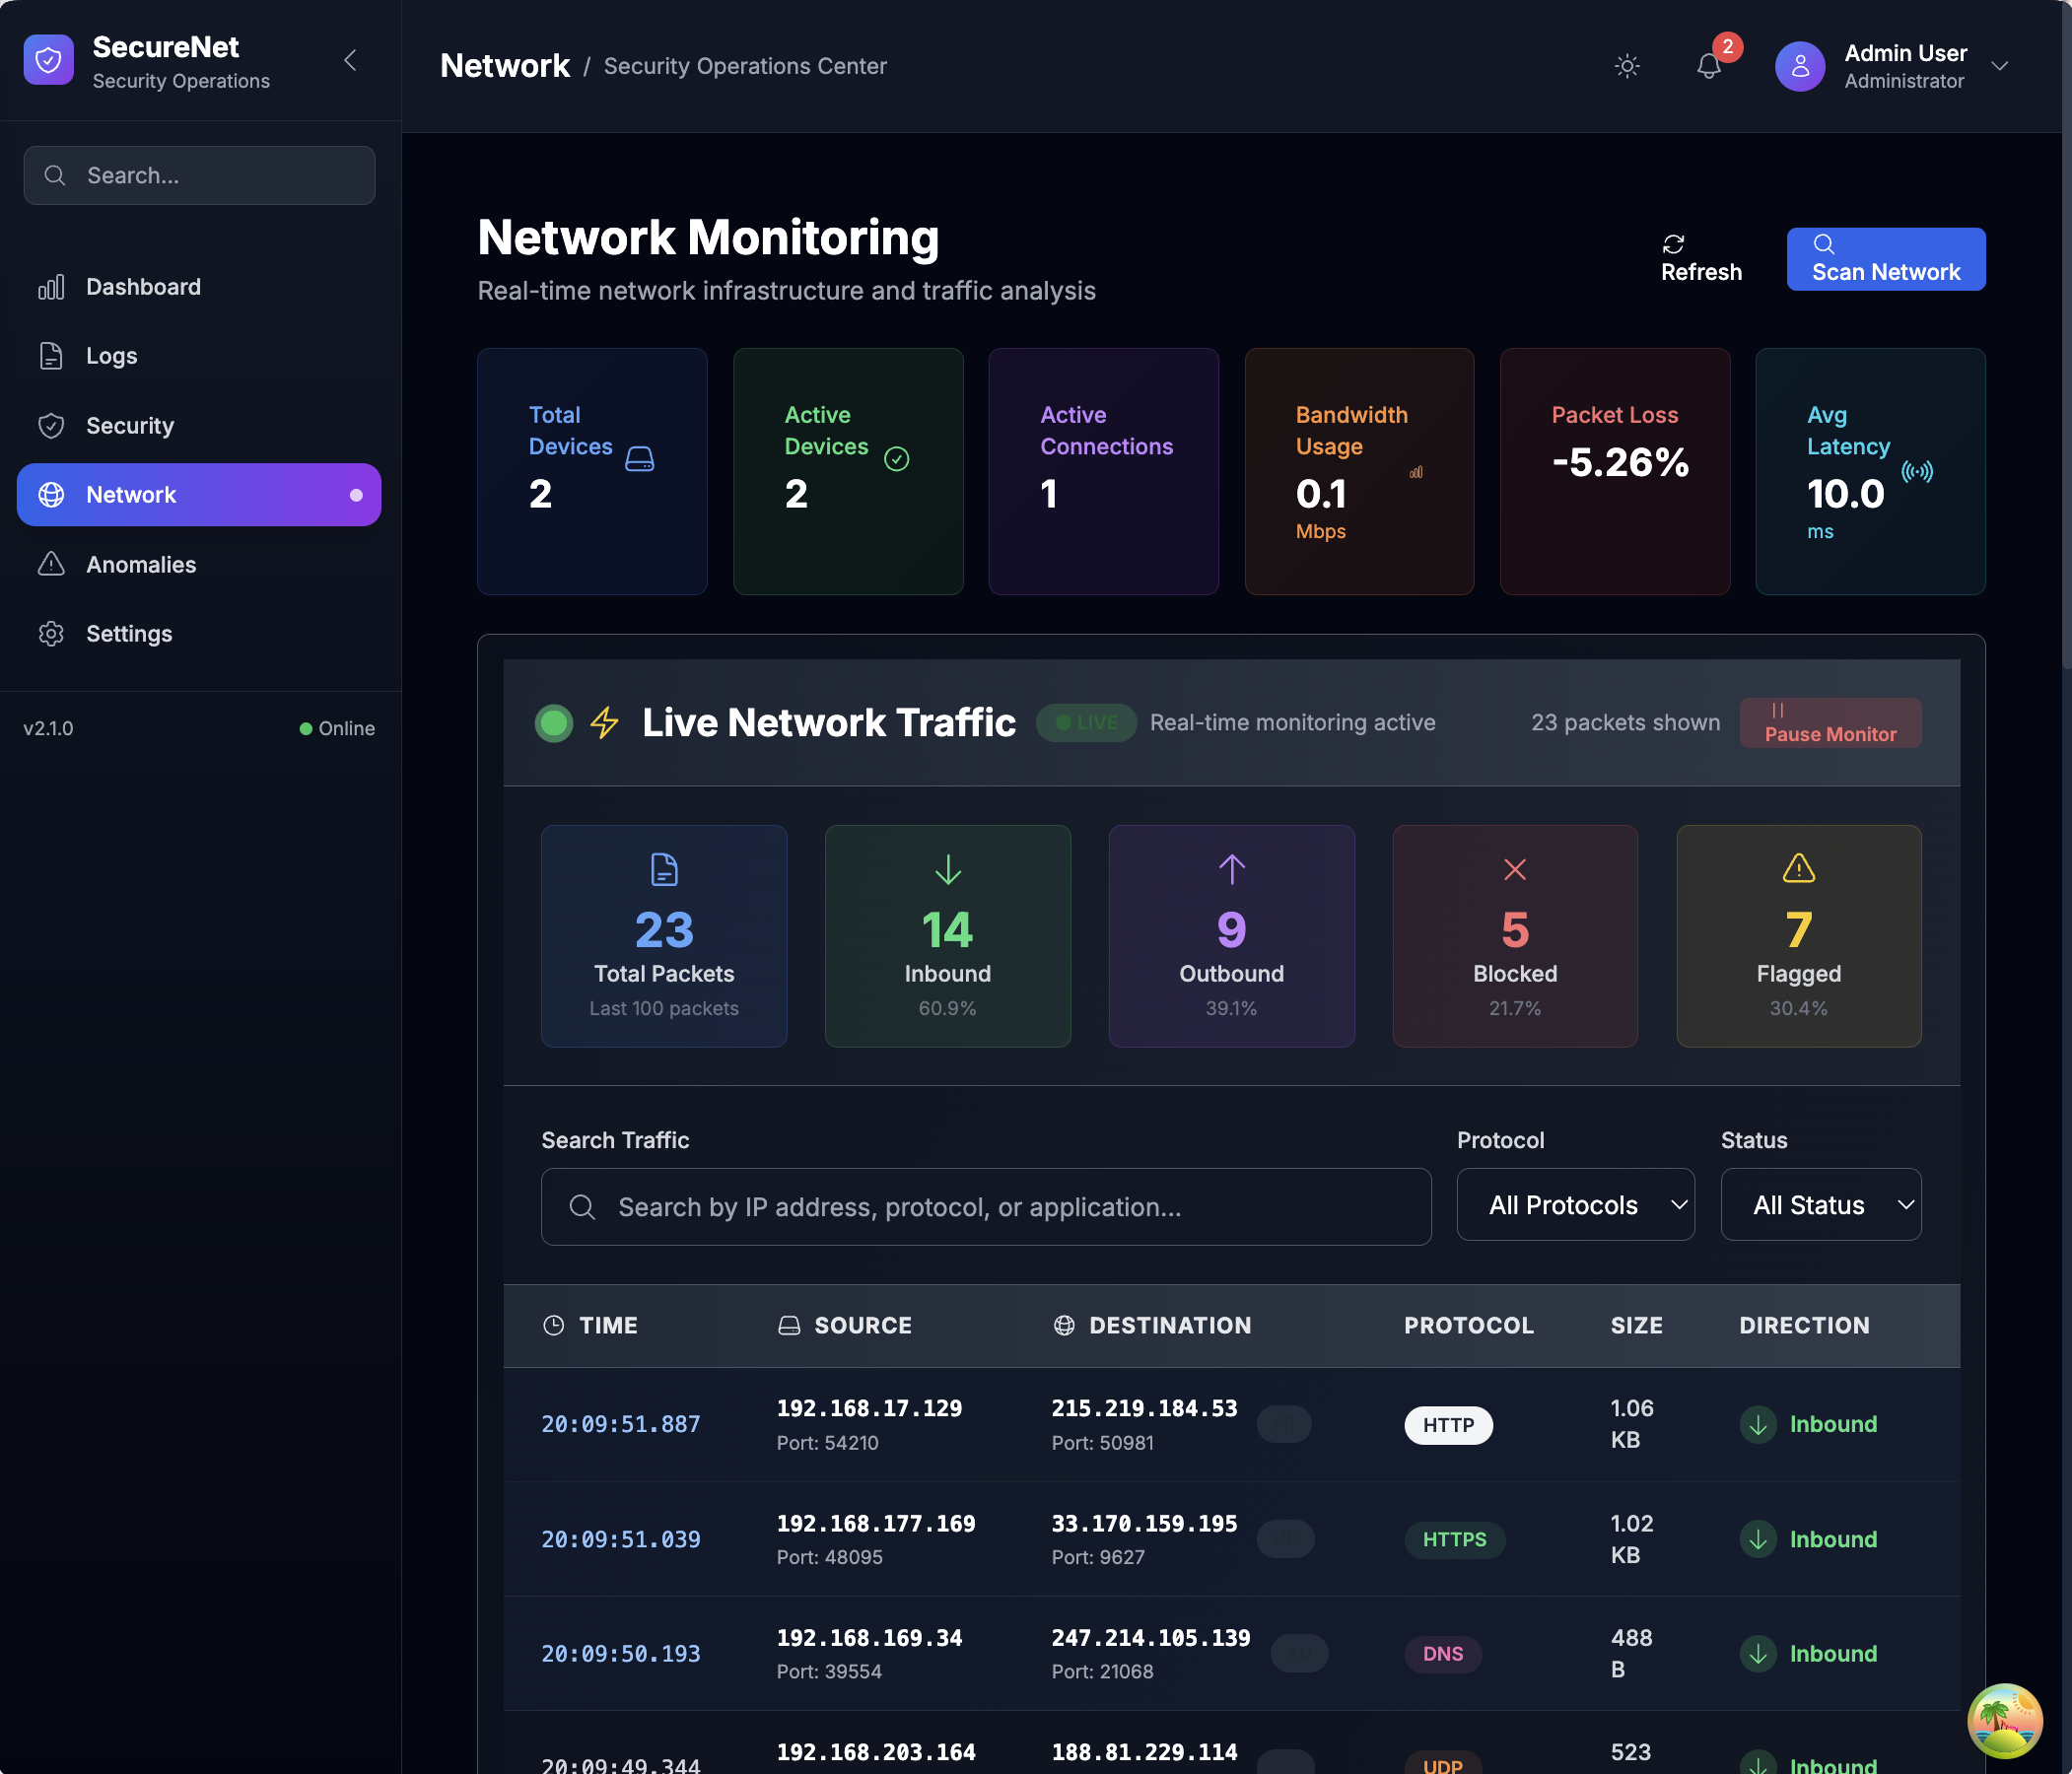 SecureNet
Security Operations
Search...
Dashboard
Logs
Security
Network
Anomalies
Settings
v2.1.0
Online
Network / Security Operations Center
2
Admin User
Administrator
Network Monitoring
Real-time network infrastructure and traffic analysis
Refresh
Scan Network
Total
Devices
2
Active
Devices
2
Active
Connections
1
Bandwidth
Usage
0.1
Mbps
Packet Loss
-5.26%
Avg
Latency
10.0
ms
Live Network Traffic
LIVE
Real-time monitoring active
23 packets shown
Pause Monitor
23
Total Packets
Last 100 packets
14
Inbound
60.9%
9
Outbound
39.1%
5
Blocked
21.7%
7
Flagged
30.4%
Search Traffic
Search by IP address, protocol, or application...
Protocol
All Protocols
Status
All Status
TIME
SOURCE
DESTINATION
PROTOCOL
SIZE
DIRECTION
20:09:51.887
192.168.17.129
Port: 54210
215.219.184.53
Port: 50981
HTTP
1.06
KB
Inbound
20:09:51.039
192.168.177.169
Port: 48095
33.170.159.195
Port: 9627
HTTPS
1.02
KB
Inbound
20:09:50.193
192.168.169.34
Port: 39554
247.214.105.139
Port: 21068
DNS
488
B
Inbound
20:09:49.344
192.168.203.164
188.81.229.114
UDP
523
Inbound